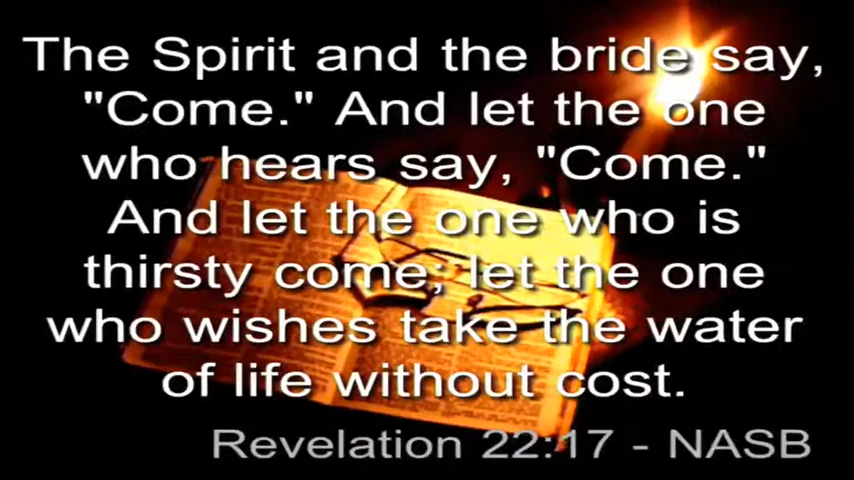 The Spirit and the bride say,
"Come." And let the one
who hears say, "Come."
And let the one who is
thirsty come; let the one
who wishes take the water
of life without cost.
Revelation 22:17 - NASB